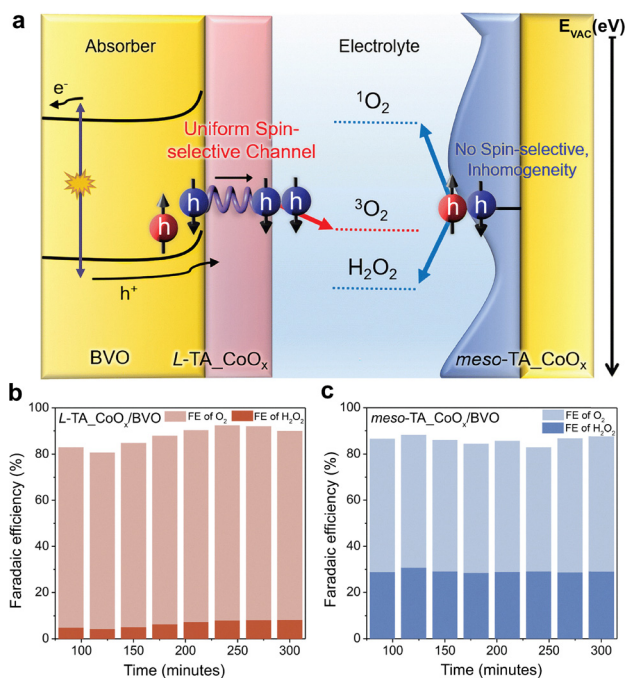 a
E_VAC(eV)
Absorber
Electrolyte
e⁻
¹O₂
Uniform Spin-
selective Channel
No Spin-selective,
Inhomogeneity
h h h h
h h
³O₂
H₂O₂
h⁺
BVO
L-TA_CoOₓ
meso-TA_CoOₓ
b
L-TA_CoOₓ/BVO
FE of O₂
FE of H₂O₂
Faradaic efficiency (%)
100
80
60
40
20
0
100 150 200 250 300
Time (minutes)
c
meso-TA_CoOₓ/BVO
FE of O₂
FE of H₂O₂
Faradaic efficiency (%)
100
80
60
40
20
0
100 150 200 250 300
Time (minutes)